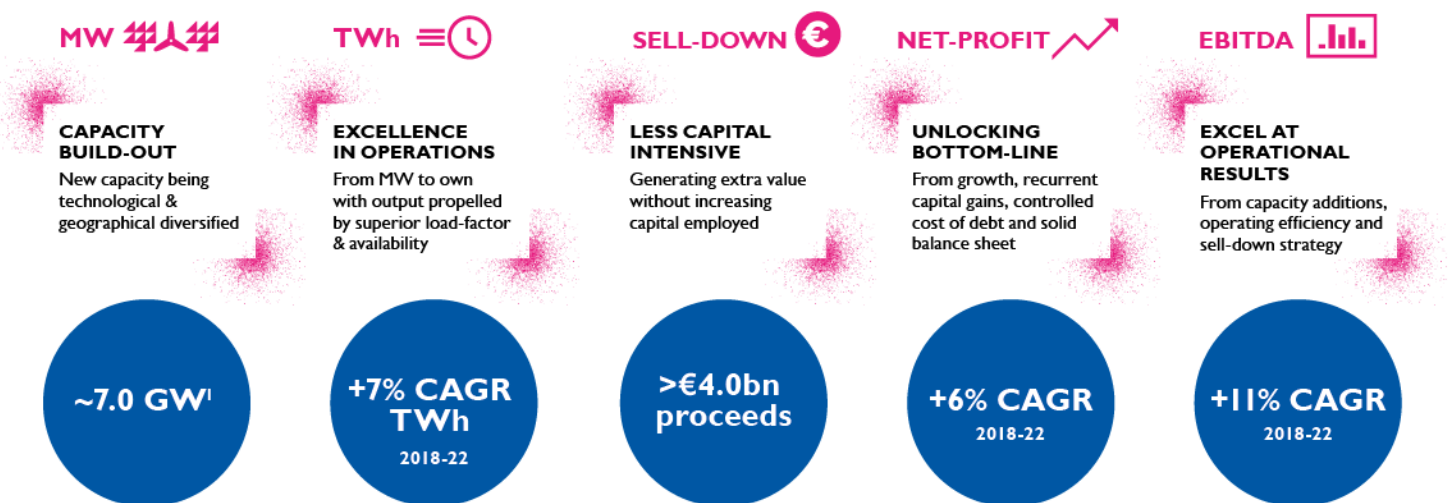 MW
CAPACITY
BUILD-OUT
New capacity being
technological &
geographical diversified
~7.0 GW¹
TWh
EXCELLENCE
IN OPERATIONS
From MW to own
with output propelled
by superior load-factor
& availability
+7% CAGR
TWh
2018-22
SELL-DOWN €
LESS CAPITAL
INTENSIVE
Generating extra value
without increasing
capital employed
>€4.0bn
proceeds
NET-PROFIT
UNLOCKING
BOTTOM-LINE
From growth, recurrent
capital gains, controlled
cost of debt and solid
balance sheet
+6% CAGR
2018-22
EBITDA
EXCEL AT
OPERATIONAL
RESULTS
From capacity additions,
operating efficiency and
sell-down strategy
+11% CAGR
2018-22